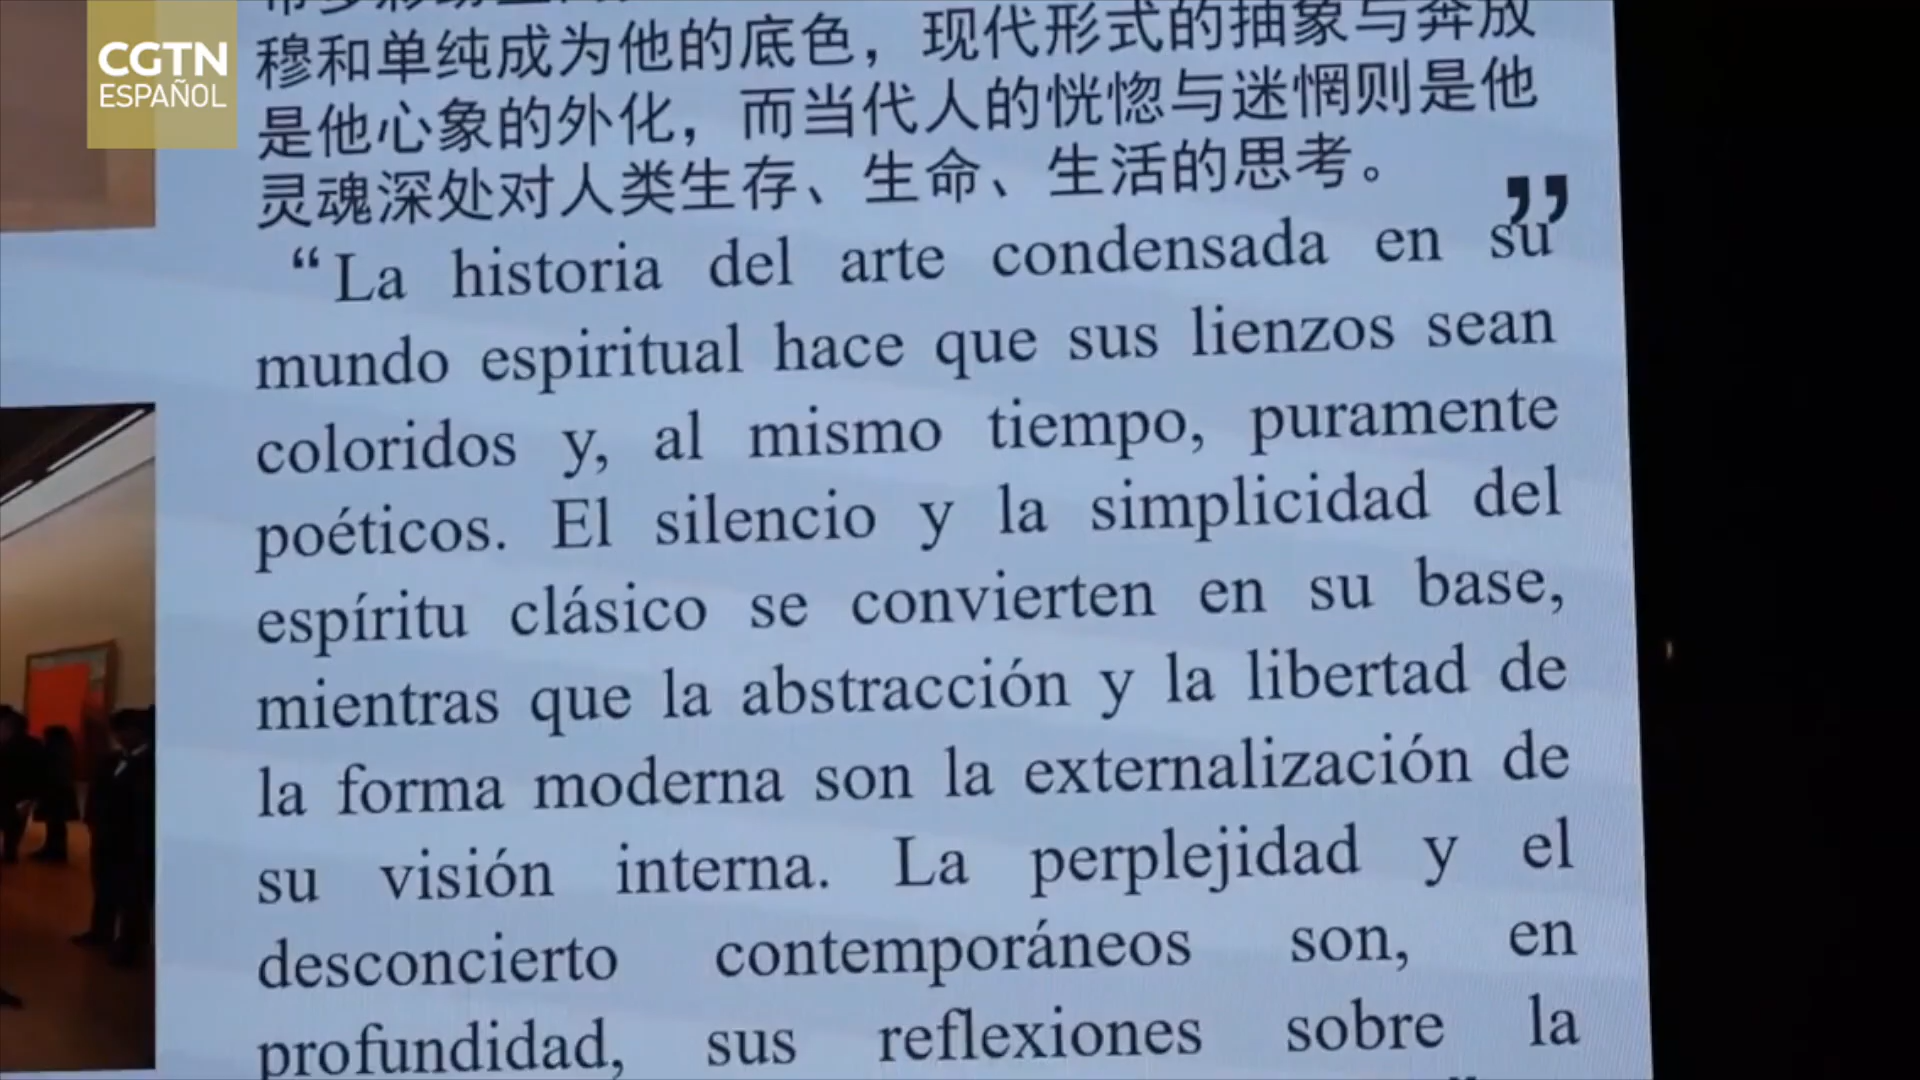 CGTN
ESPAÑOL
穆和单纯成为他的底色，现代形式的抽象与奔放
是他心象的外化，而当代人的恍惚与迷惘则是他
灵魂深处对人类生存、生命、生活的思考。
”
“La historia del arte condensada en su
mundo espiritual hace que sus lienzos sean
coloridos y, al mismo tiempo, puramente
poéticos. El silencio y la simplicidad del
espíritu clásico se convierten en su base,
mientras que la abstracción y la libertad de
la forma moderna son la externalización de
su visión interna. La perplejidad y el
desconcierto contemporáneos son, en
profundidad, sus reflexiones sobre la